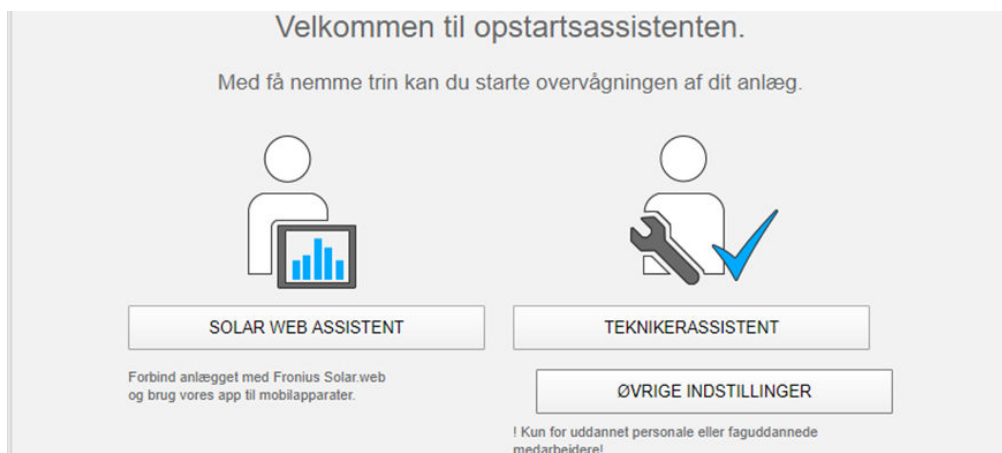 Velkommen til opstartsassistenten.
Med få nemme trin kan du starte overvågningen af dit anlæg.
SOLAR WEB ASSISTENT
Forbind anlægget med Fronius Solar.web
og brug vores app til mobilapparater.
TEKNIKERASSISTENT
ØVRIGE INDSTILLINGER
! Kun for uddannet personale eller faguddannede
medarbejdere!